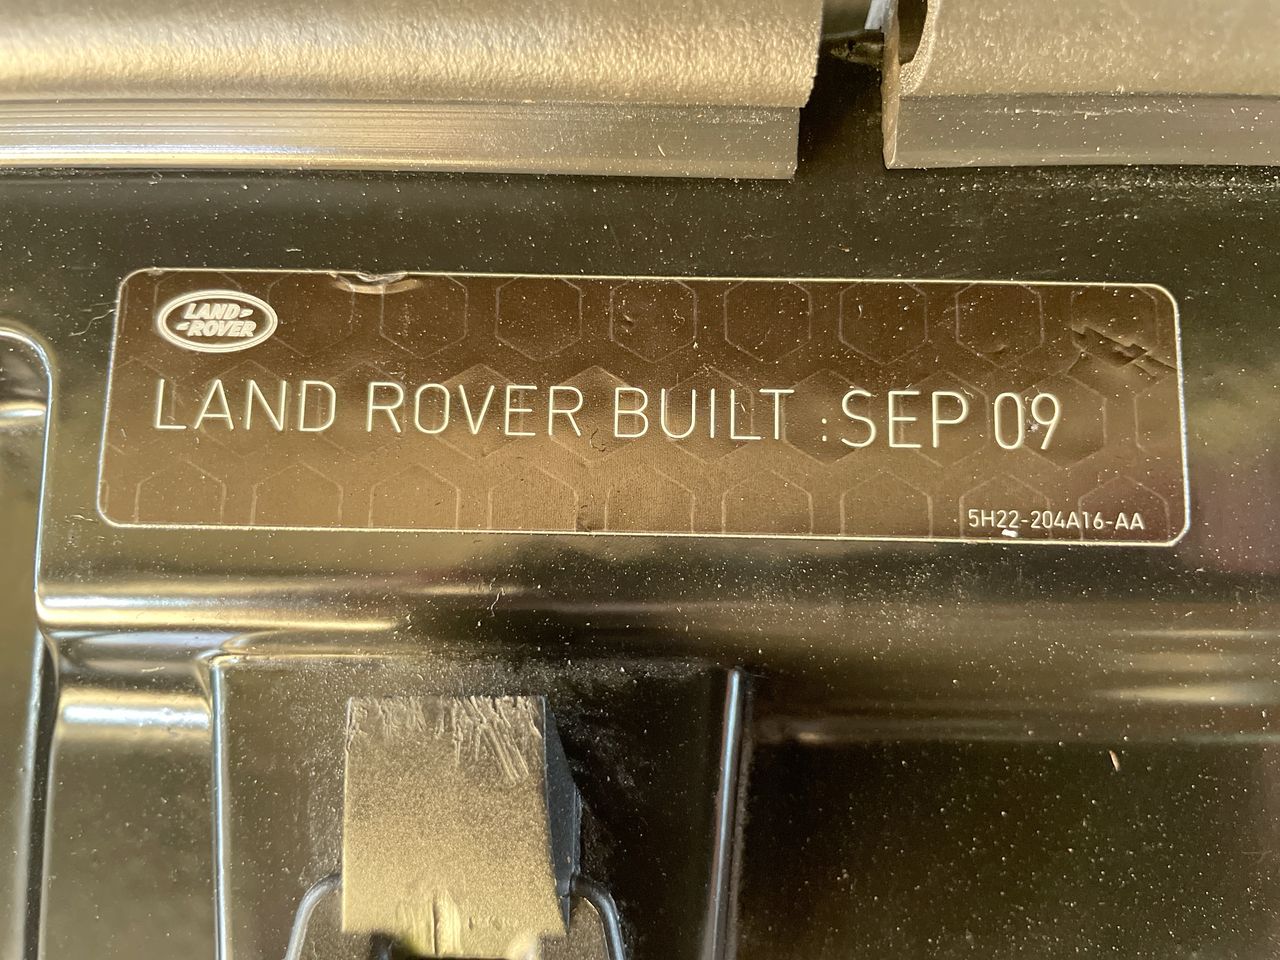 LAND
ROVER
LAND ROVER BUILT :SEP 09
5H22-204A16-AA